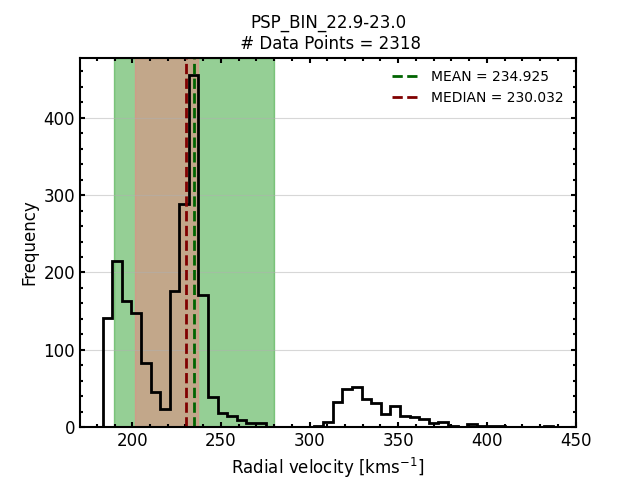 PSP_BIN_22.9-23.0
# Data Points = 2318
MEAN = 234.925
MEDIAN = 230.032
Frequency
400
300
200
100
0
200
250
300
350
400
450
Radial velocity [kms⁻¹]